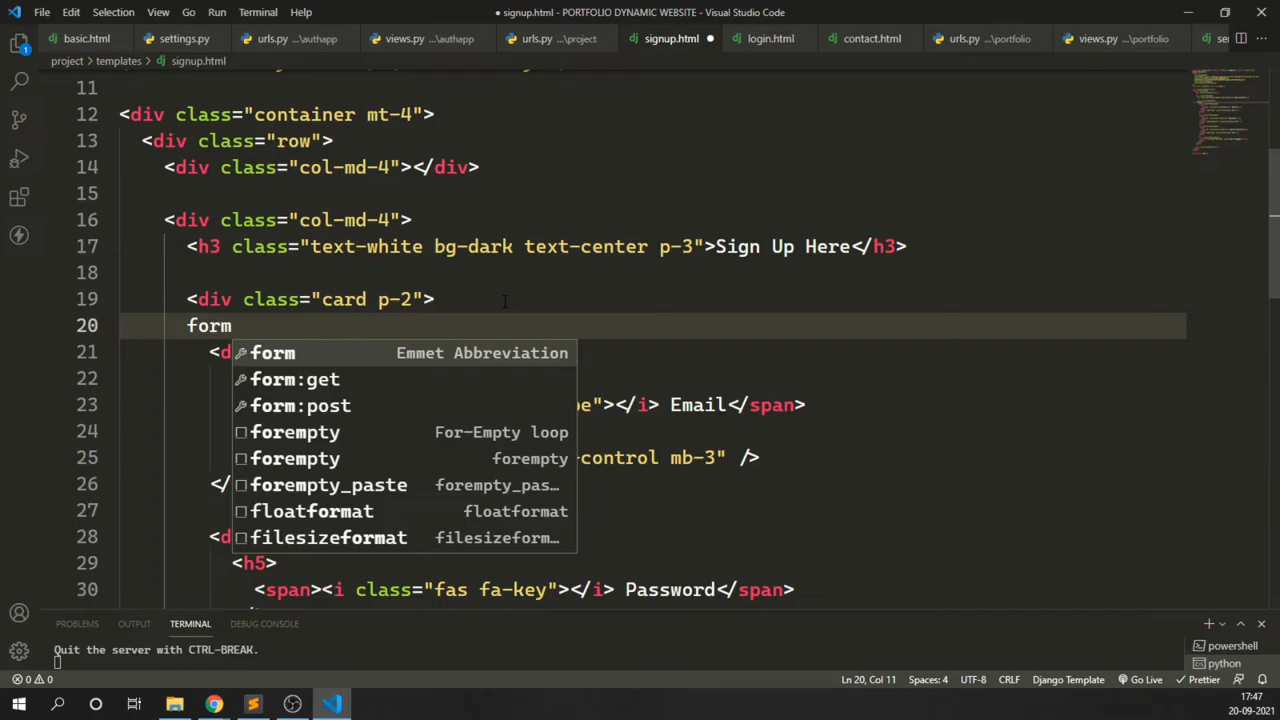 File Edit Selection View Go Run Terminal Help ● signup.html - PORTFOLIO DYNAMIC WEBSITE - Visual Studio Code
basic.html settings.py urls.py ...\authapp views.py ...\authapp urls.py ...\project signup.html login.html contact.html urls.py ...\portfolio views.py ...\portfolio
project > templates > signup.html
11
12 <div class="container mt-4">
13 <div class="row">
14 <div class="col-md-4"></div>
15
16 <div class="col-md-4">
17 <h3 class="text-white bg-dark text-center p-3">Sign Up Here</h3>
18
19 <div class="card p-2">
20 form
21 <d form Emmet Abbreviation
22 form:get
23 form:post pe"></i> Email</span>
24 forempty For-Empty loop
25 forempty forempty -control mb-3" />
26 </ forempty_paste forempty_pas…
27 floatformat floatformat
28 <d filesizeformat filesizeform…
29 <h5>
30 <span><i class="fas fa-key"></i> Password</span>
PROBLEMS OUTPUT TERMINAL DEBUG CONSOLE
Quit the server with CTRL-BREAK.
powershell
python
0 0 Ln 20, Col 11 Spaces: 4 UTF-8 CRLF Django Template Go Live Prettier
17:47
20-09-2021